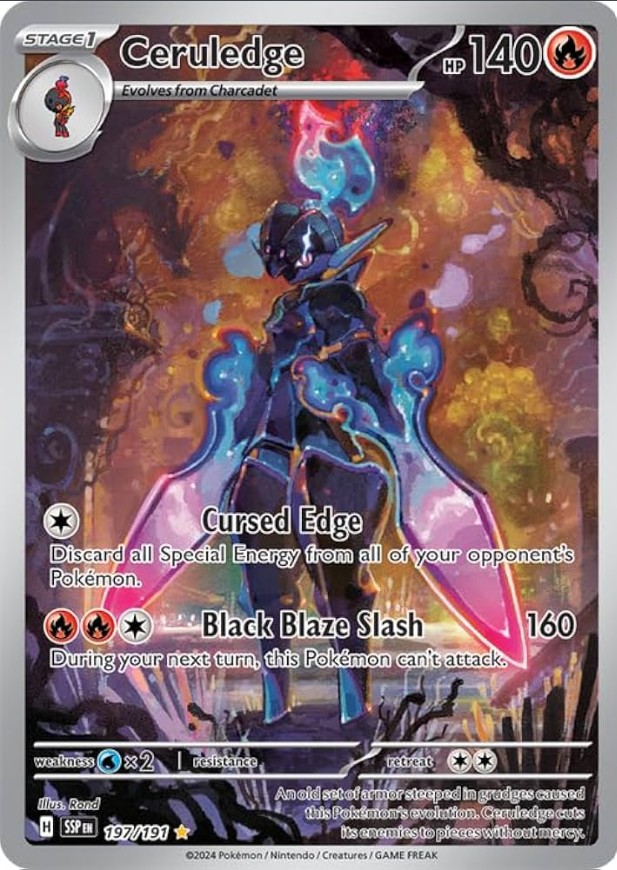 STAGE1
Ceruledge
HP 140
Evolves from Charcadet
Cursed Edge
Discard all Special Energy from all of your opponent's
Pokémon.
Black Blaze Slash 160
During your next turn, this Pokémon can't attack.
weakness ×2 resistance retreat
An old set of armor steeped in grudges caused
this Pokémon's evolution. Ceruledge cuts
its enemies to pieces without mercy.
Illus. Rond
H SSP EN 197/191
©2024 Pokémon / Nintendo / Creatures / GAME FREAK